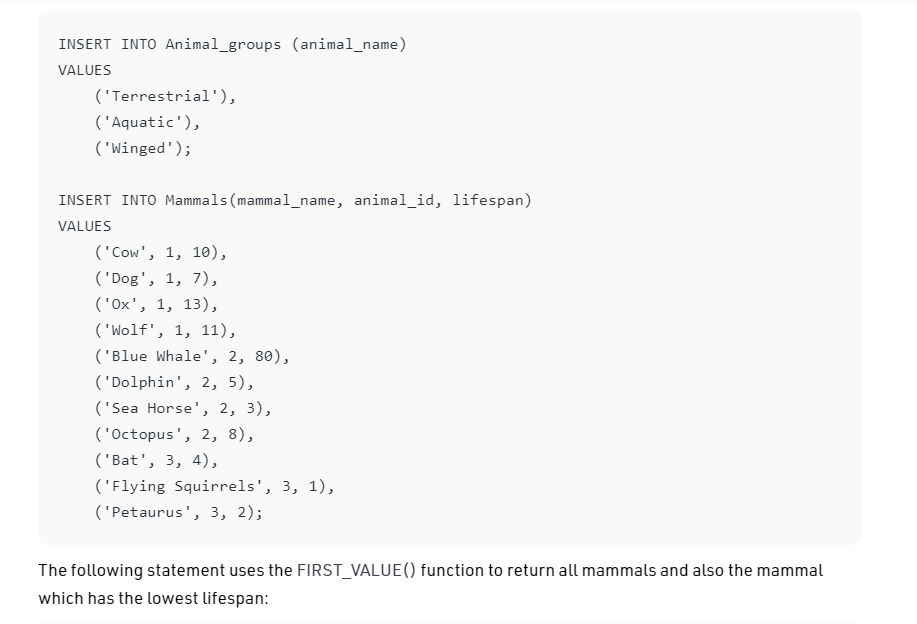 INSERT INTO Animal_groups (animal_name)
VALUES
('Terrestrial'),
('Aquatic'),
('Winged');
INSERT INTO Mammals(mammal_name, animal_id, lifespan)
VALUES
('Cow', 1, 10),
('Dog', 1, 7),
('Ox', 1, 13),
('Wolf', 1, 11),
('Blue Whale', 2, 80),
('Dolphin', 2, 5),
('Sea Horse', 2, 3),
('Octopus', 2, 8),
('Bat', 3, 4),
('Flying Squirrels', 3, 1),
('Petaurus', 3, 2);
The following statement uses the FIRST_VALUE() function to return all mammals and also the mammal
which has the lowest lifespan: